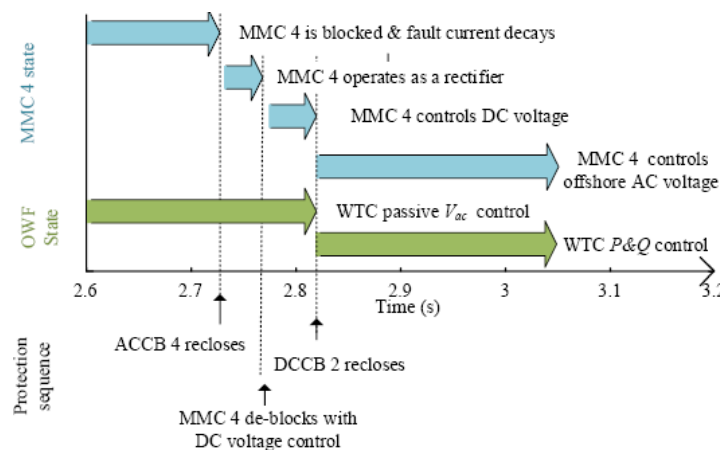 MMC 4 is blocked & fault current decays
MMC 4 operates as a rectifier
MMC 4 controls DC voltage
MMC 4 controls
offshore AC voltage
MMC 4 state
WTC passive Vac control
WTC P&Q control
OWF
State
2.6 2.7 2.8 2.9 3 3.1 3.2
Time (s)
ACCB 4 recloses
DCCB 2 recloses
MMC 4 de-blocks with
DC voltage control
Protection
sequence